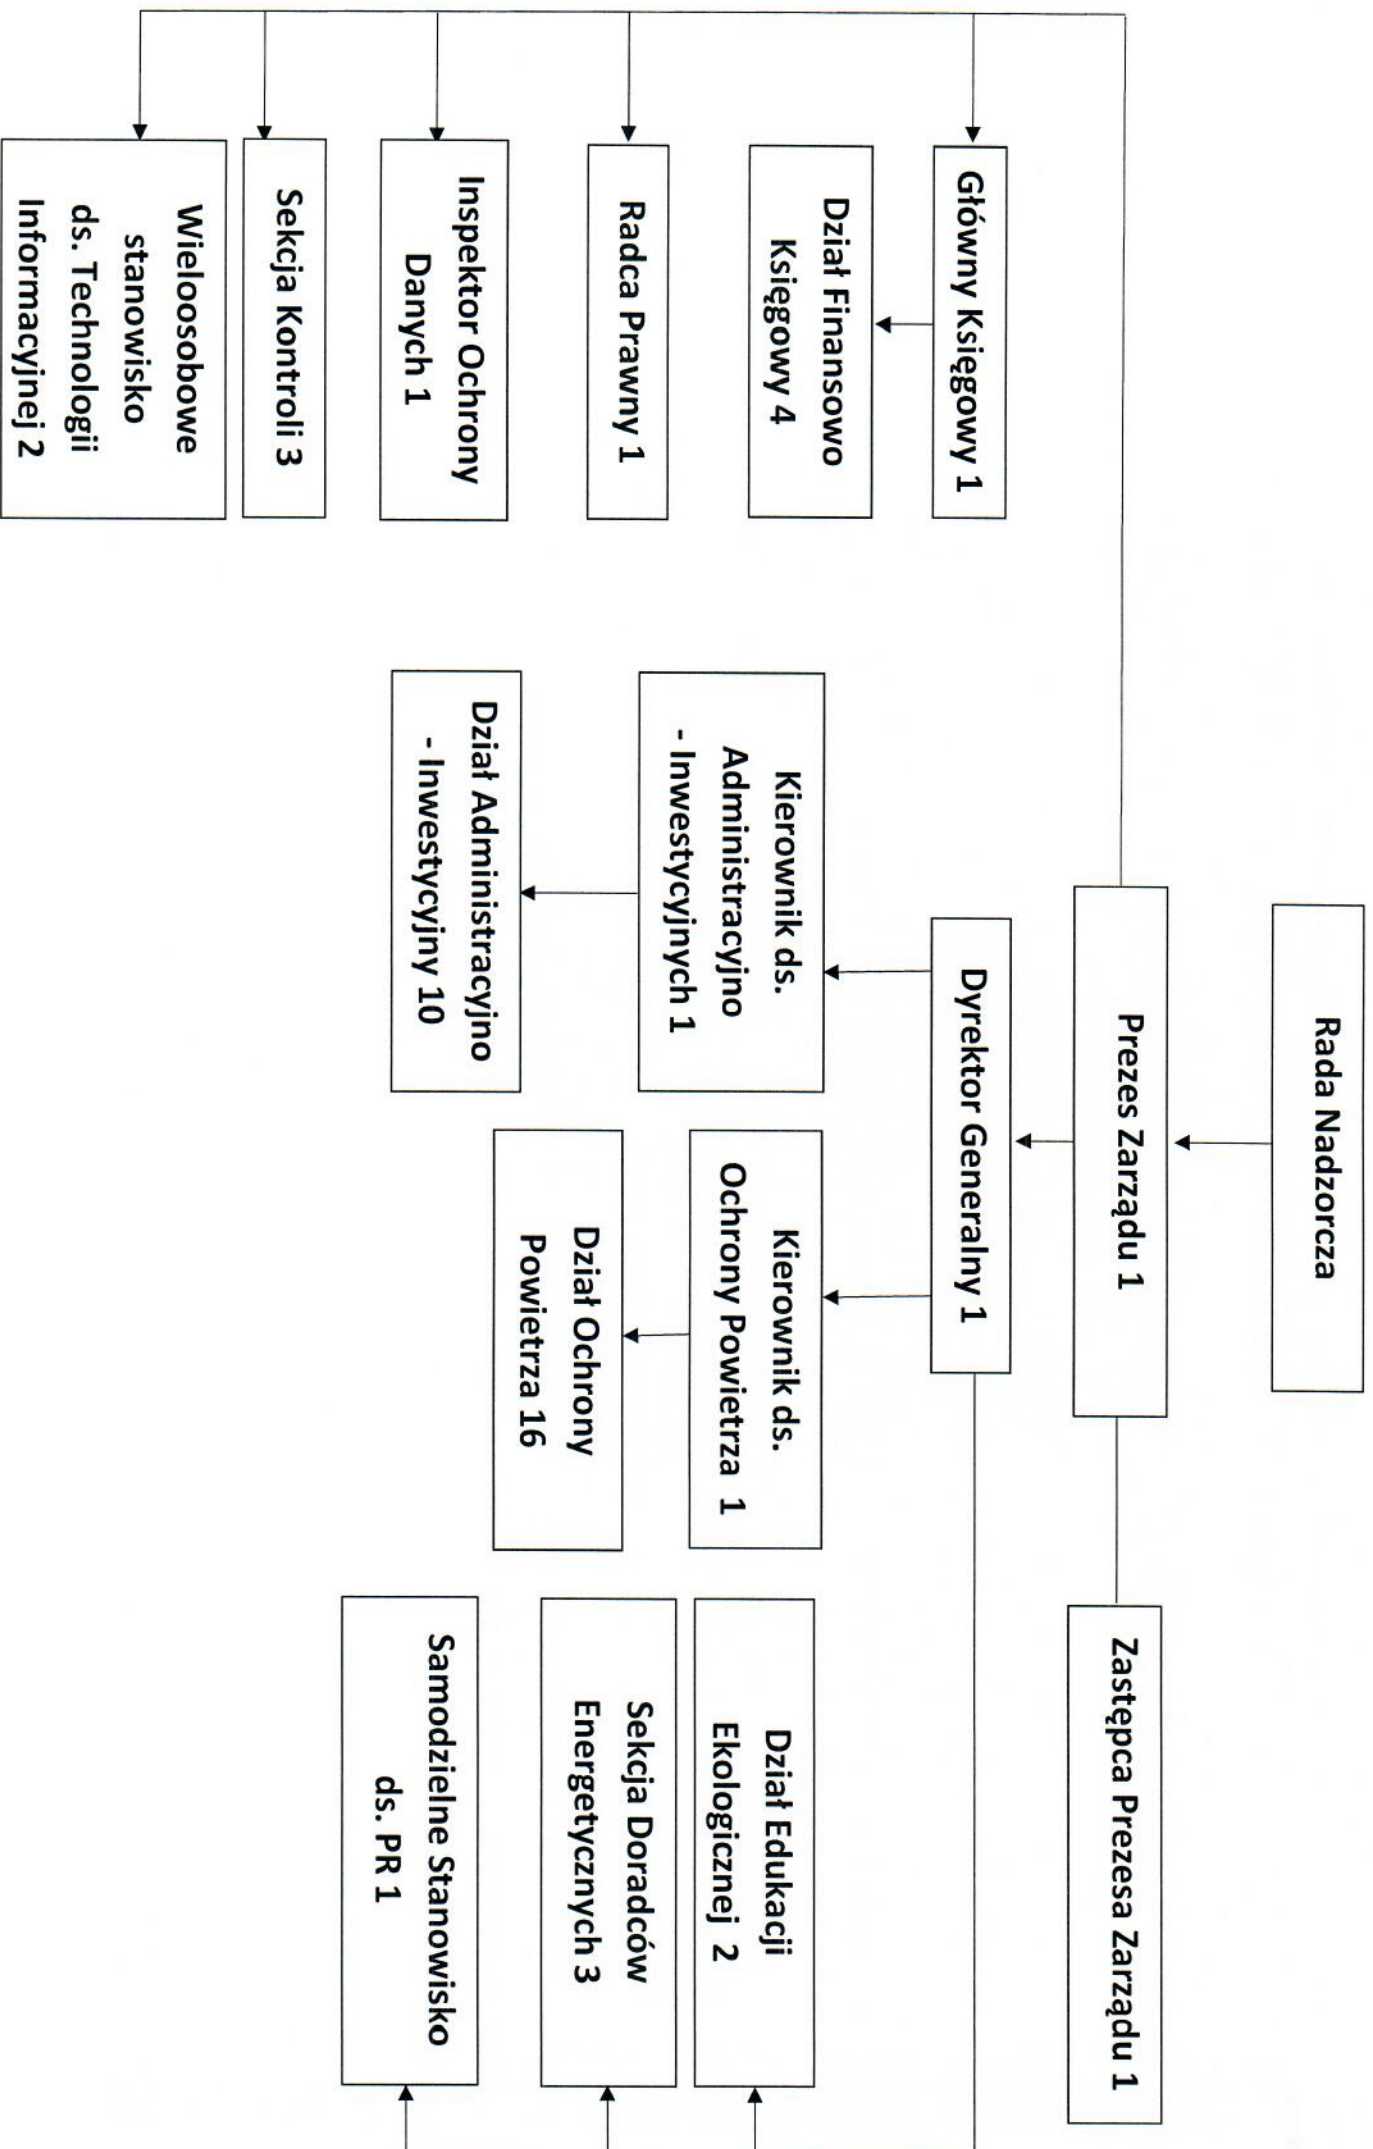 Rada Nadzorcza
Prezes Zarządu 1
Zastępca Prezesa Zarządu 1
Dyrektor Generalny 1
Główny Księgowy 1
Dział Finansowo
Księgowy 4
Radca Prawny 1
Inspektor Ochrony
Danych 1
Sekcja Kontroli 3
Wieloosobowe
stanowisko
ds. Technologii
Informacyjnej 2
Kierownik ds.
Administracyjno
- Inwestycyjnych 1
Dział Administracyjno
- Inwestycyjny 10
Kierownik ds.
Ochrony Powietrza 1
Dział Ochrony
Powietrza 16
Dział Edukacji
Ekologicznej 2
Sekcja Doradców
Energetycznych 3
Samodzielne Stanowisko
ds. PR 1